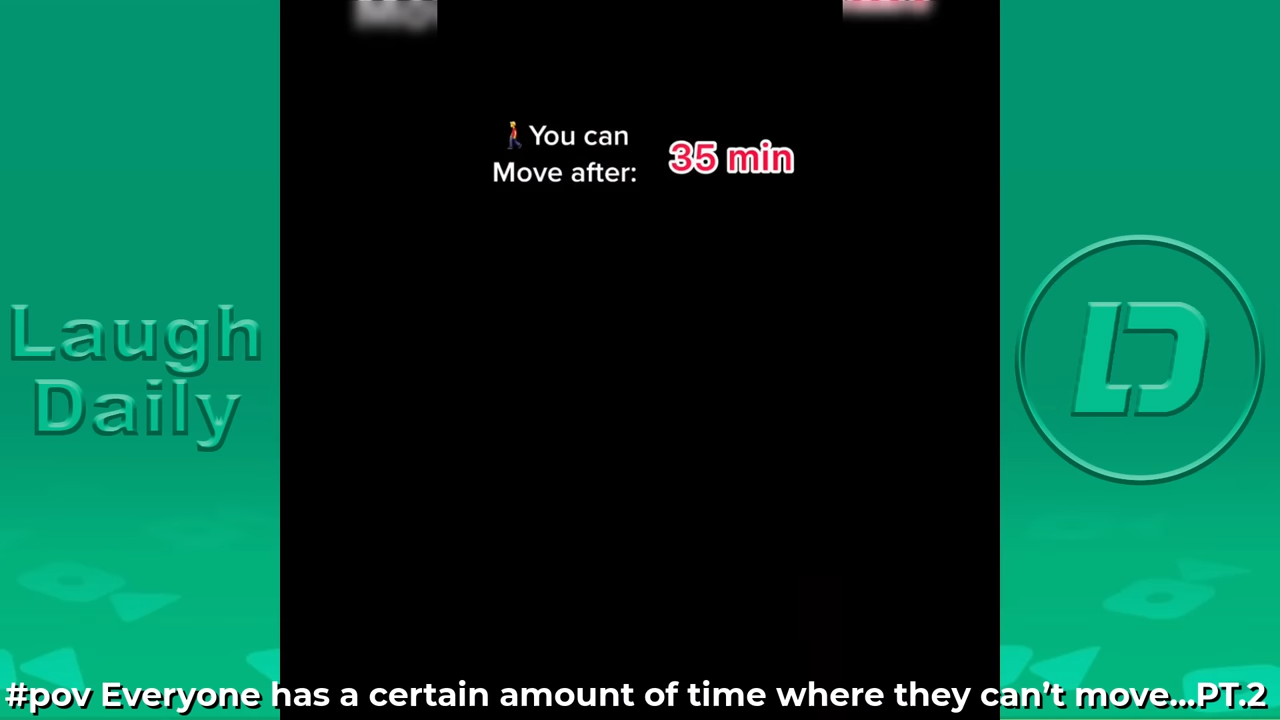 🚶You can
Move after:
35 min
Laugh
Daily
LD
#pov Everyone has a certain amount of time where they can't move...PT.2